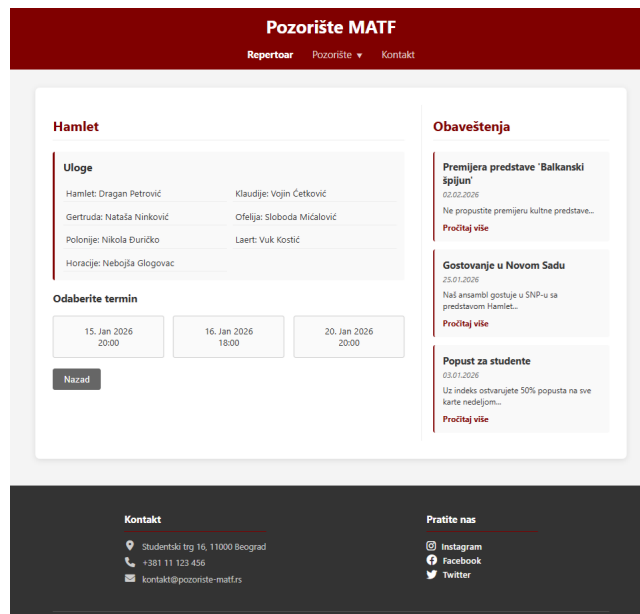 Pozorište MATF
Repertoar Pozorište ▼ Kontakt
Hamlet
Uloge
Hamlet: Dragan Petrović Klaudije: Vojin Ćetković
Gertruda: Nataša Ninković Ofelija: Sloboda Mićalović
Polonije: Nikola Đuričko Laert: Vuk Kostić
Horacije: Nebojša Glogovac
Odaberite termin
15. Jan 2026
20:00
16. Jan 2026
18:00
20. Jan 2026
20:00
Nazad
Obaveštenja
Premijera predstave 'Balkanski
špijun'
02.02.2026
Ne propustite premijeru kultne predstave...
Pročitaj više
Gostovanje u Novom Sadu
25.01.2026
Naš ansambl gostuje u SNP-u sa
predstavom Hamlet...
Pročitaj više
Popust za studente
03.01.2026
Uz indeks ostvarujete 50% popusta na sve
karte nedeljom...
Pročitaj više
Kontakt
Studentski trg 16, 11000 Beograd
+381 11 123 456
kontakt@pozoriste-matf.rs
Pratite nas
Instagram
Facebook
Twitter